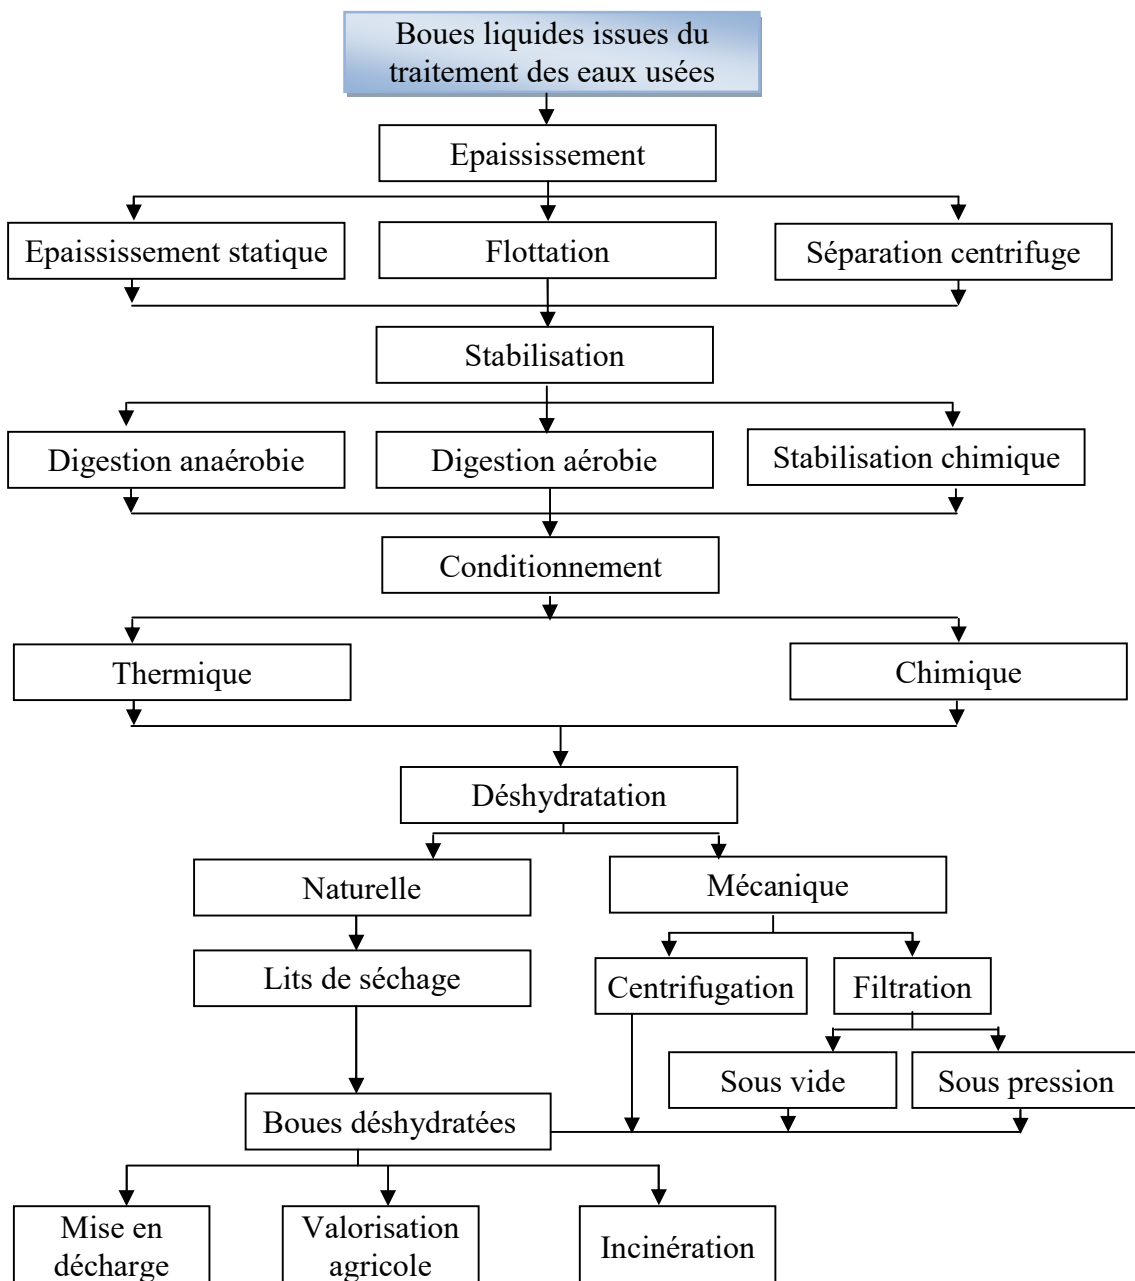 Boues liquides issues du
traitement des eaux usées
Epaississement
Epaississement statique
Flottation
Séparation centrifuge
Stabilisation
Digestion anaérobie
Digestion aérobie
Stabilisation chimique
Conditionnement
Thermique
Chimique
Déshydratation
Naturelle
Mécanique
Lits de séchage
Centrifugation
Filtration
Sous vide
Sous pression
Boues déshydratées
Mise en
décharge
Valorisation
agricole
Incinération